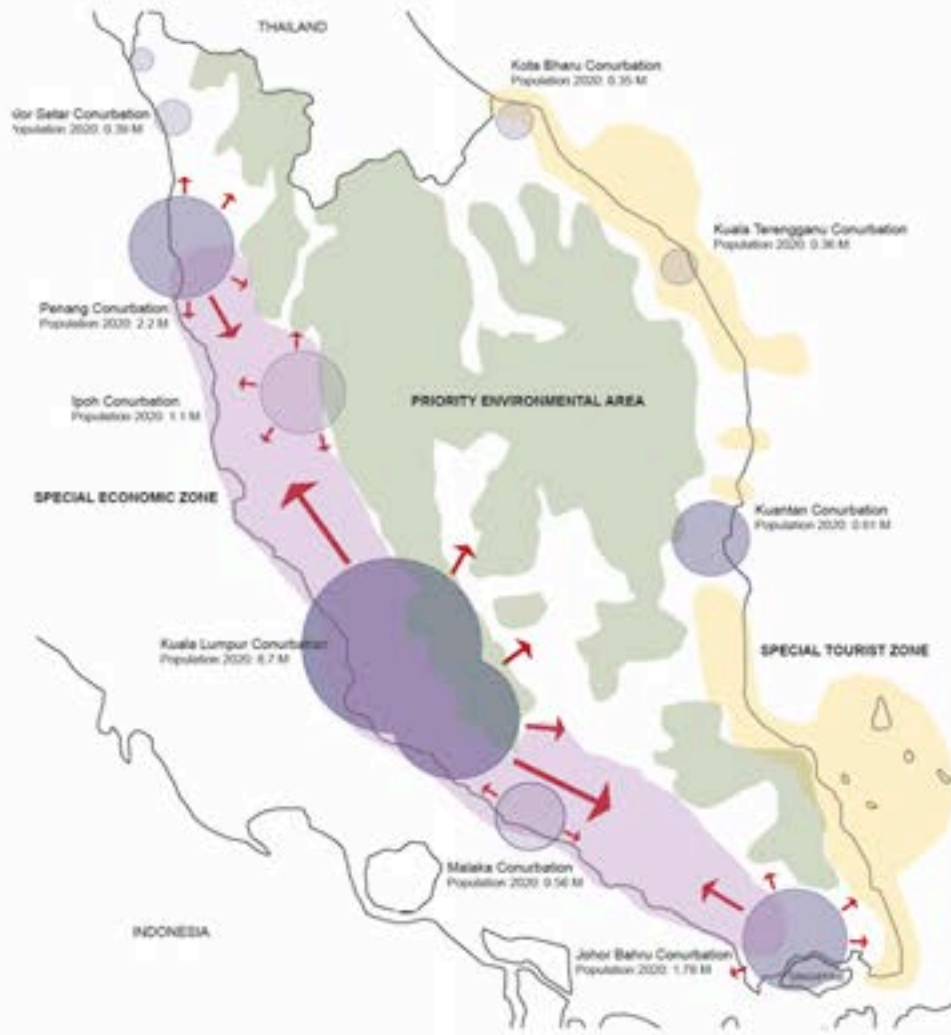 THAILAND
Kota Bharu Conurbation
Population 2020: 0.35 M
lor Setar Conurbation
Population 2020: 0.39 M
Kuala Terengganu Conurbation
Population 2020: 0.36 M
Penang Conurbation
Population 2020: 2.2 M
Ipoh Conurbation
Population 2020: 1.1 M
PRIORITY ENVIRONMENTAL AREA
SPECIAL ECONOMIC ZONE
Kuantan Conurbation
Population 2020: 0.61 M
Kuala Lumpur Conurbation
Population 2020: 6.7 M
SPECIAL TOURIST ZONE
Malaka Conurbation
Population 2020: 0.56 M
INDONESIA
Johor Bahru Conurbation
Population 2020: 1.78 M